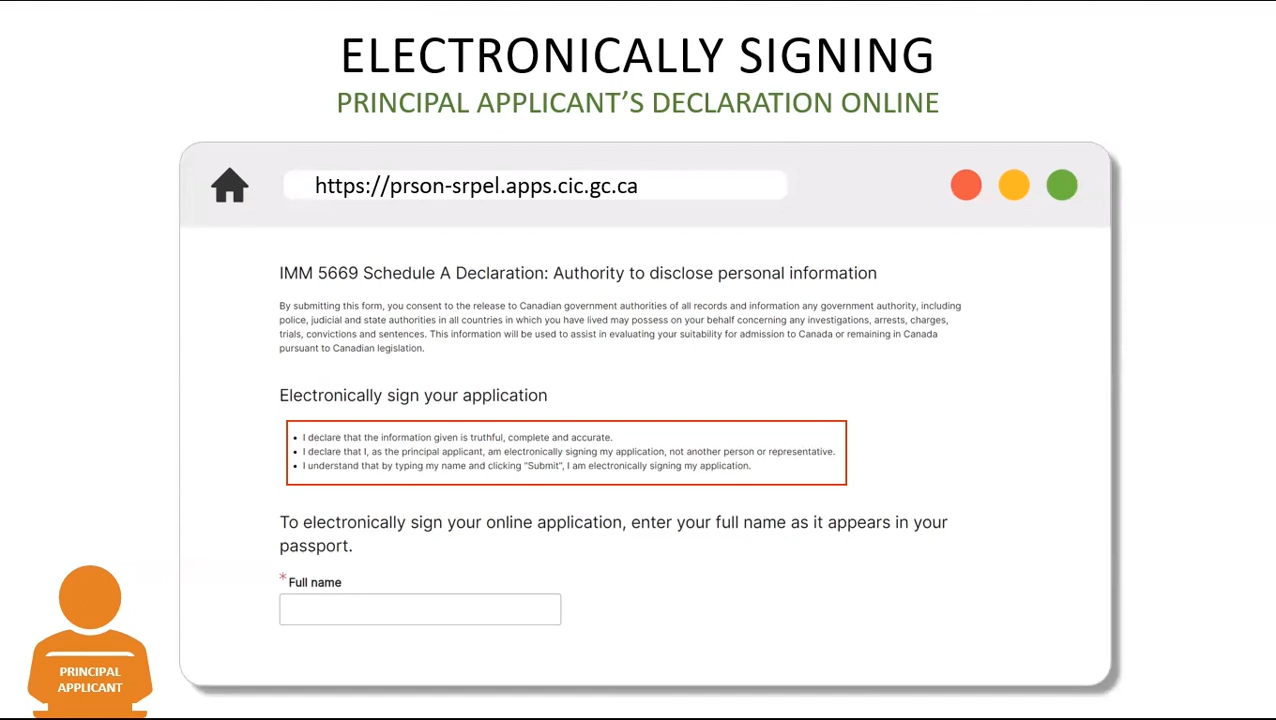 ELECTRONICALLY SIGNING
PRINCIPAL APPLICANT’S DECLARATION ONLINE
https://prson-srpel.apps.cic.gc.ca
IMM 5669 Schedule A Declaration: Authority to disclose personal information
By submitting this form, you consent to the release to Canadian government authorities of all records and information any government authority, including
police, judicial and state authorities in all countries in which you have lived may possess on your behalf concerning any investigations, arrests, charges,
trials, convictions and sentences. This information will be used to assist in evaluating your suitability for admission to Canada or remaining in Canada
pursuant to Canadian legislation.
Electronically sign your application
• I declare that the information given is truthful, complete and accurate.
• I declare that I, as the principal applicant, am electronically signing my application, not another person or representative.
• I understand that by typing my name and clicking "Submit", I am electronically signing my application.
To electronically sign your online application, enter your full name as it appears in your
passport.
* Full name
PRINCIPAL
APPLICANT